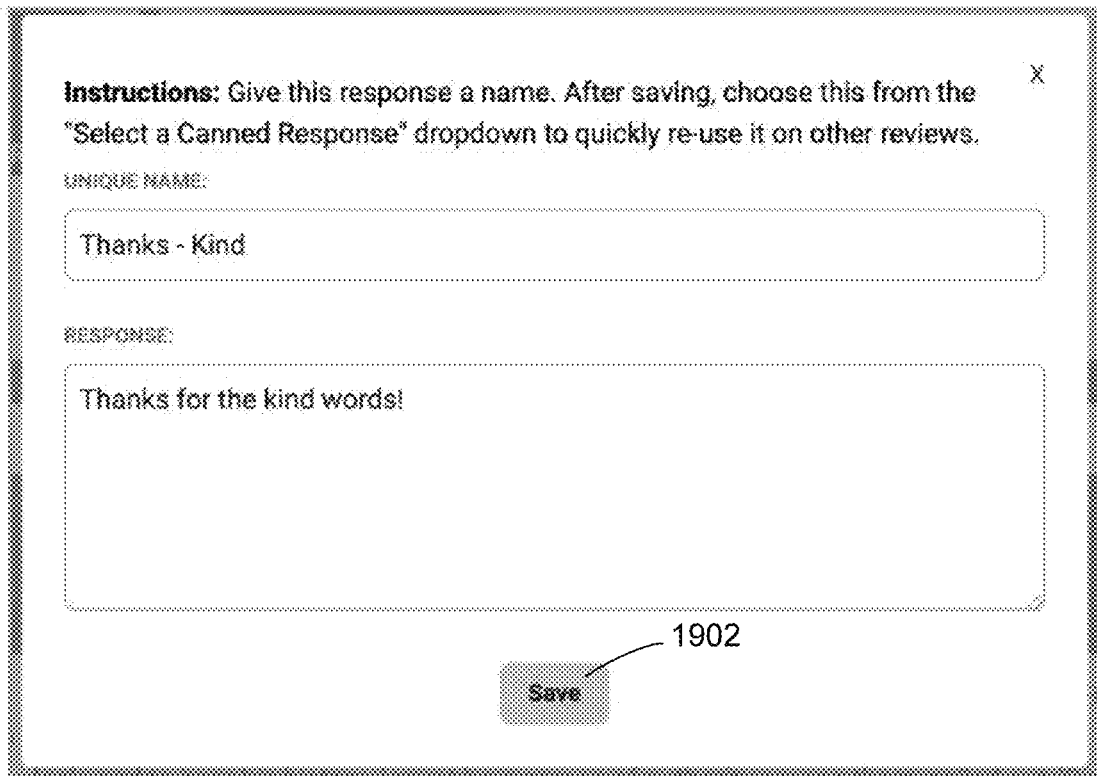 X
Instructions: Give this response a name. After saving, choose this from the
"Select a Canned Response" dropdown to quickly re-use it on other reviews.
UNIQUE NAME:
Thanks - Kind
RESPONSE:
Thanks for the kind words!
1902
Save